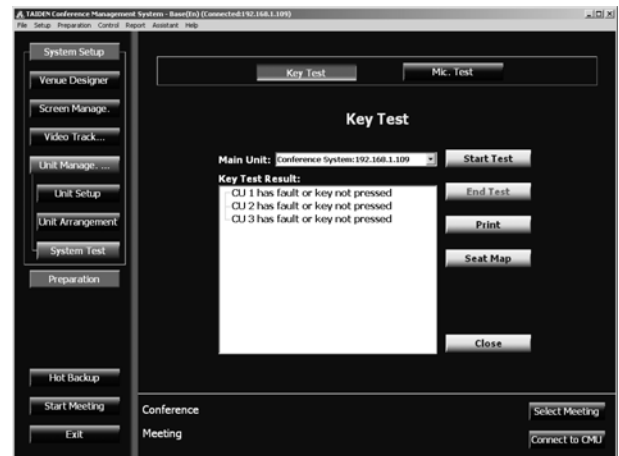 TAIDEN Conference Management System - Base(En) (Connected:192.168.1.109)
File Setup Preparation Control Report Assistant Help
System Setup
Venue Designer
Screen Manage.
Video Track...
Unit Manage. ...
Unit Setup
Unit Arrangement
System Test
Preparation
Hot Backup
Start Meeting
Exit
Key Test
Mic. Test
Key Test
Main Unit: Conference System:192.168.1.109
Start Test
Key Test Result:
CU 1 has fault or key not pressed
CU 2 has fault or key not pressed
CU 3 has fault or key not pressed
End Test
Print
Seat Map
Close
Conference
Meeting
Select Meeting
Connect to CMU